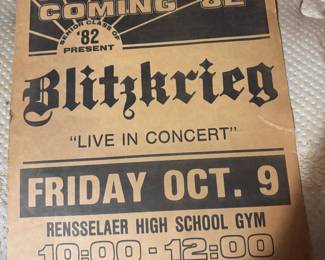 COMING '82
SENIOR CLASS OF
'82
PRESENT
Blitzkrieg
"LIVE IN CONCERT"
FRIDAY OCT. 9
RENSSELAER HIGH SCHOOL GYM
10:00 - 12:00